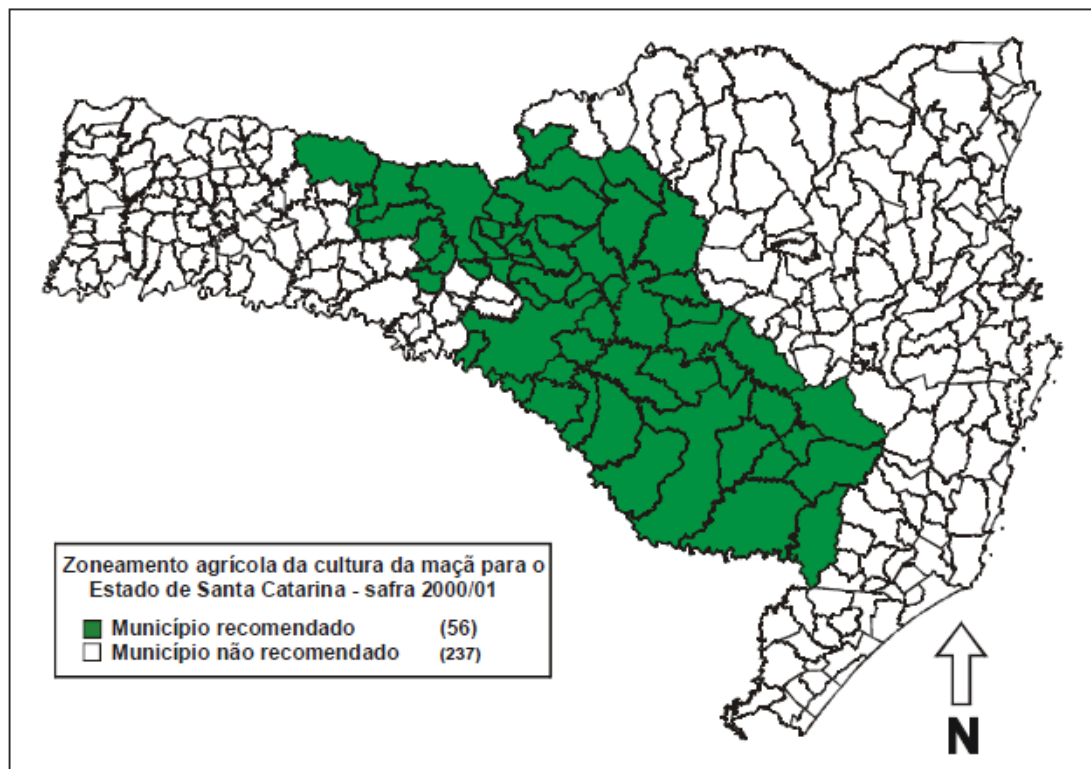 Zoneamento agrícola da cultura da maçã para o
Estado de Santa Catarina - safra 2000/01
Município recomendado (56)
Município não recomendado (237)
N